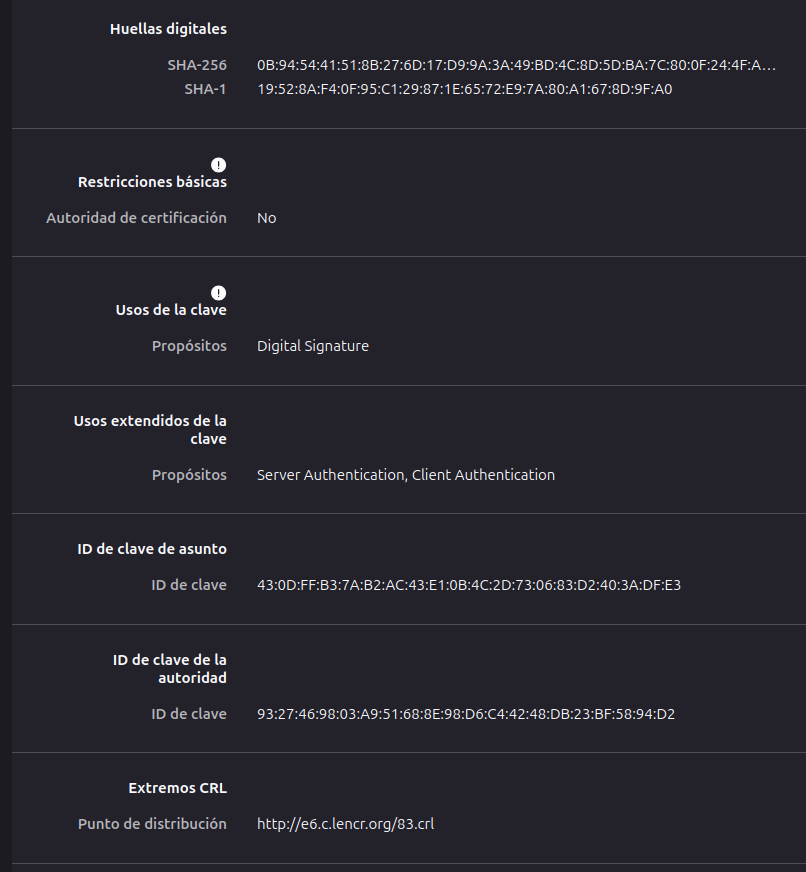 Huellas digitales
SHA-256 0B:94:54:41:51:8B:27:6D:17:D9:9A:3A:49:BD:4C:8D:5D:BA:7C:80:0F:24:4F:A…
SHA-1 19:52:8A:F4:0F:95:C1:29:87:1E:65:72:E9:7A:80:A1:67:8D:9F:A0
Restricciones básicas
Autoridad de certificación No
Usos de la clave
Propósitos Digital Signature
Usos extendidos de la
clave
Propósitos Server Authentication, Client Authentication
ID de clave de asunto
ID de clave 43:0D:FF:B3:7A:B2:AC:43:E1:0B:4C:2D:73:06:83:D2:40:3A:DF:E3
ID de clave de la
autoridad
ID de clave 93:27:46:98:03:A9:51:68:8E:98:D6:C4:42:48:DB:23:BF:58:94:D2
Extremos CRL
Punto de distribución http://e6.c.lencr.org/83.crl